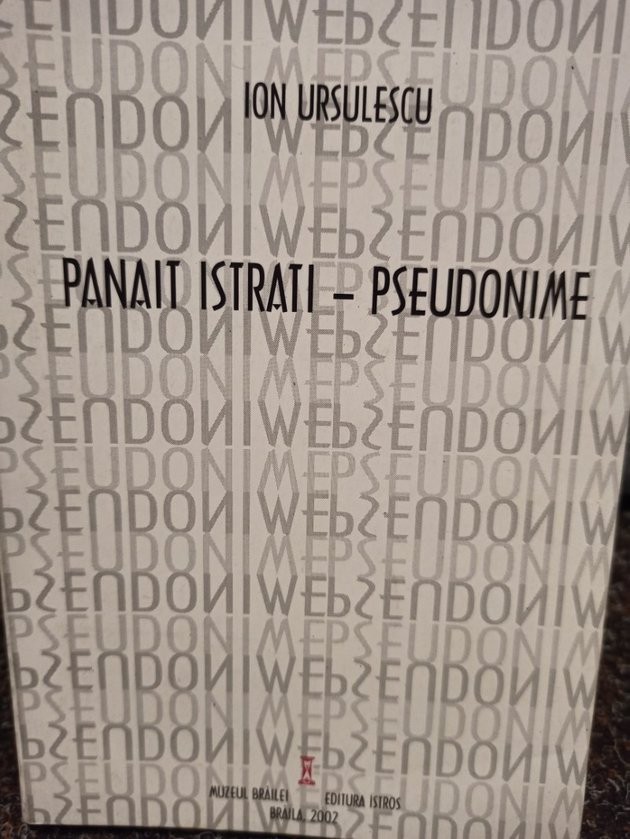 ION URSULESCU
PANAIT ISTRATI – PSEUDONIME
MUZEUL BRĂILEI EDITURA ISTROS
BRĂILA, 2002